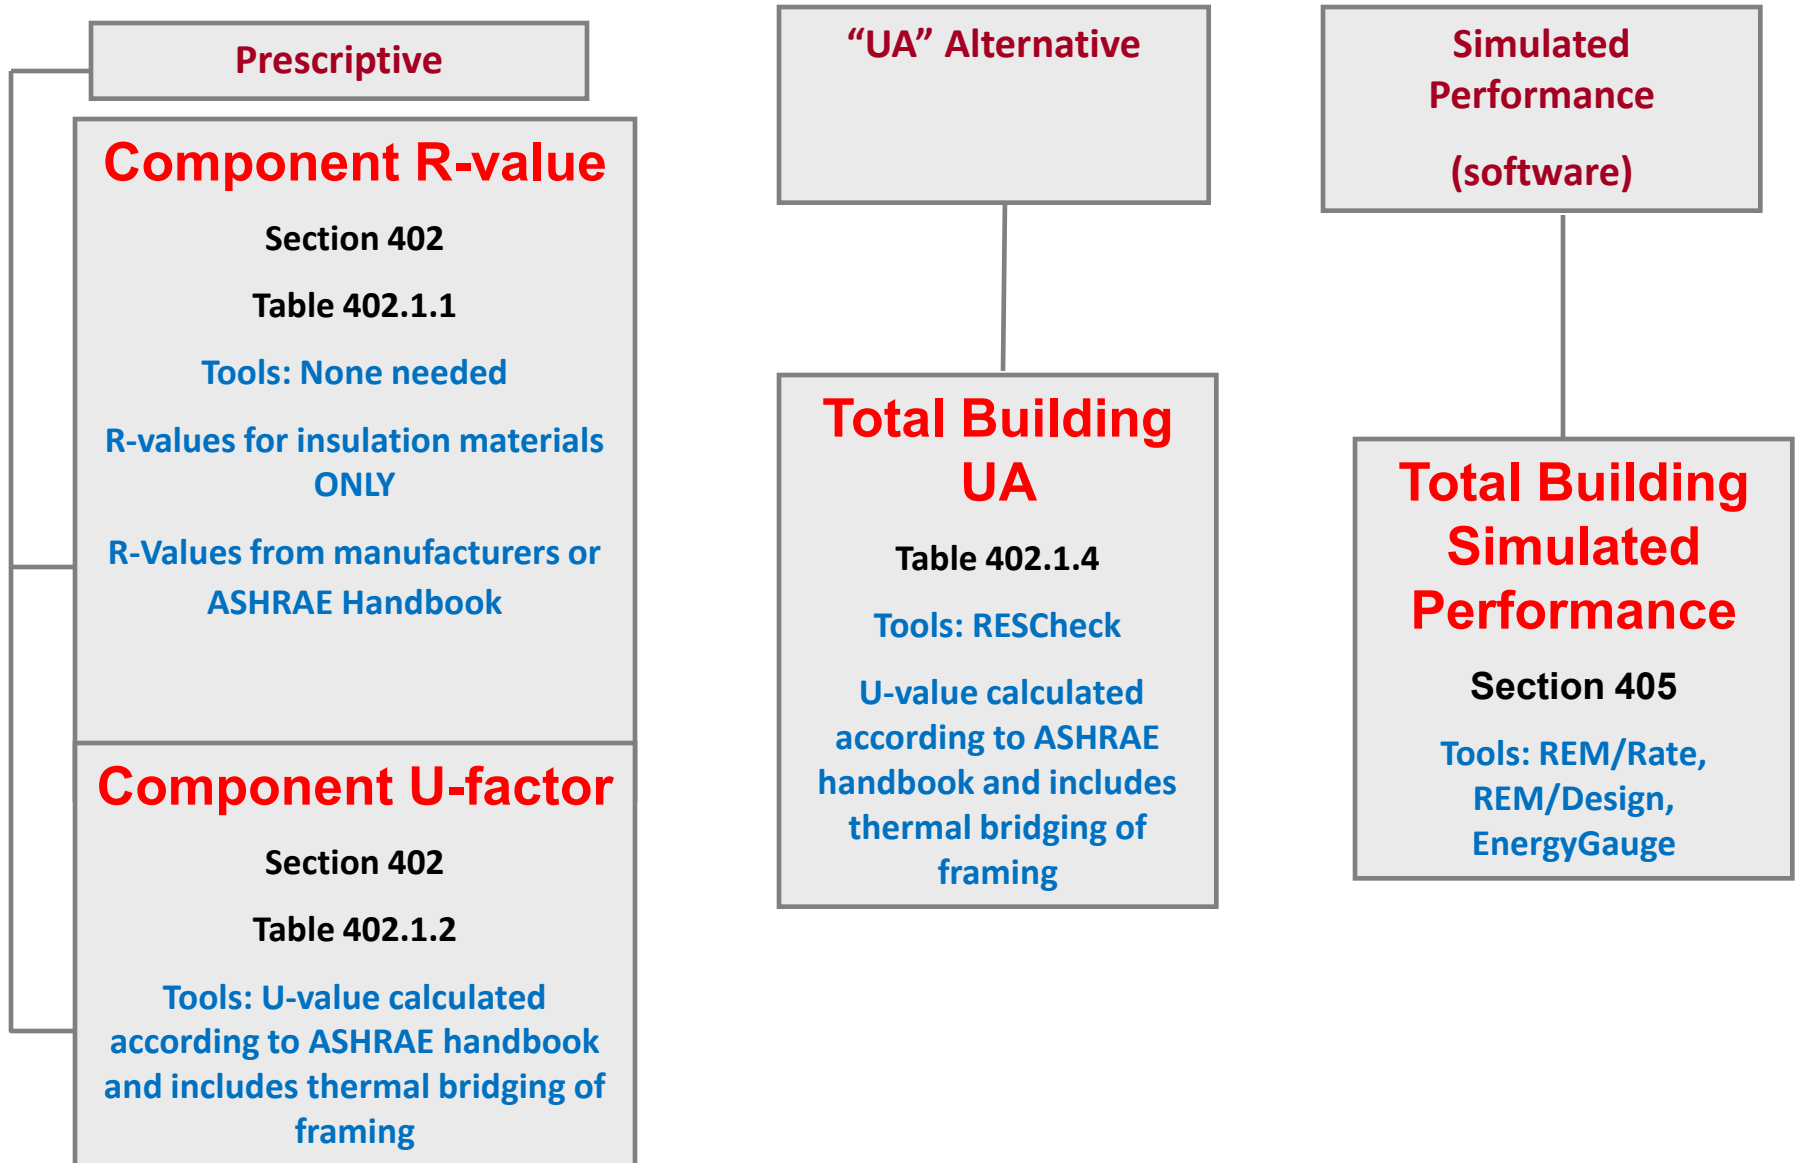 Prescriptive
Component R-value
Section 402
Table 402.1.1
Tools: None needed
R-values for insulation materials
ONLY
R-Values from manufacturers or
ASHRAE Handbook
Component U-factor
Section 402
Table 402.1.2
Tools: U-value calculated
according to ASHRAE handbook
and includes thermal bridging of
framing
“UA” Alternative
Total Building
UA
Table 402.1.4
Tools: RESCheck
U-value calculated
according to ASHRAE
handbook and includes
thermal bridging of
framing
Simulated
Performance
(software)
Total Building
Simulated
Performance
Section 405
Tools: REM/Rate,
REM/Design,
EnergyGauge